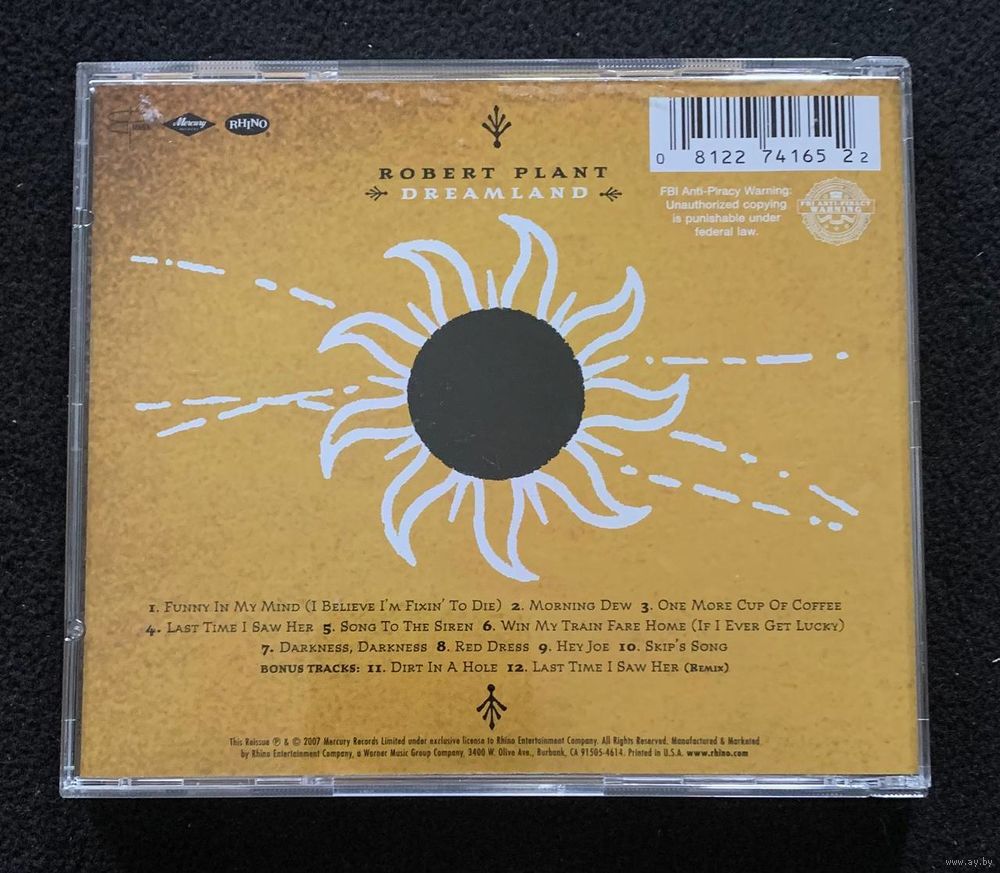 Mercury
RHINO
0 8122 74165 2 2
ROBERT PLANT
DREAMLAND
FBI Anti-Piracy Warning:
Unauthorized copying
is punishable under
federal law.
FBI ANTI-PIRACY
WARNING
1. Funny In My Mind (I Believe I'm Fixin' To Die) 2. Morning Dew 3. One More Cup Of Coffee
4. Last Time I Saw Her 5. Song To The Siren 6. Win My Train Fare Home (If I Ever Get Lucky)
7. Darkness, Darkness 8. Red Dress 9. Hey Joe 10. Skip's Song
BONUS TRACKS: 11. Dirt In A Hole 12. Last Time I Saw Her (Remix)
This Reissue ℗ & © 2007 Mercury Records Limited under exclusive license to Rhino Entertainment Company. All Rights Reserved. Manufactured & Marketed
by Rhino Entertainment Company, a Warner Music Group Company, 3400 W. Olive Ave., Burbank, CA 91505-4614. Printed in U.S.A. www.rhino.com
www.ay.by